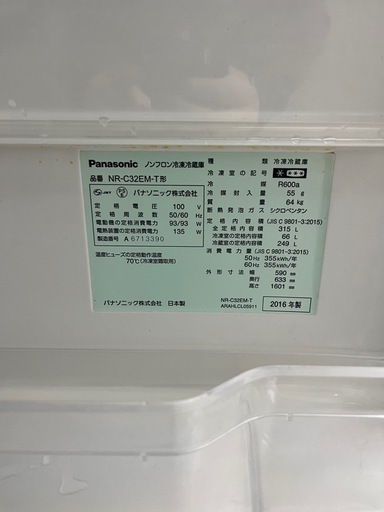 Panasonic ノンフロン冷凍冷蔵庫
品番 NR-C32EM-T形
JET PSE パナソニック株式会社
定格電圧 100 V
定格周波数 50/60 Hz
電動機の定格消費電力 93/93 W
電熱装置の定格消費電力 135 W
製造番号 A 6713390
温度ヒューズの定格動作温度
70℃(冷凍室霜取用)
パナソニック株式会社 日本製
種類 冷凍冷蔵庫
冷凍室の記号
冷媒 R600a
冷媒封入量 55 g
質量 64 kg
断熱発泡ガス シクロペンタン
定格内容積 (JIS C 9801-3:2015)
全定格内容積 315 L
冷凍室の定格内容積 66 L
冷蔵室の定格内容積 249 L
消費電力量 (JIS C 9801-3:2015)
50Hz 355kWh/年
60Hz 355kWh/年
外形寸法 幅 590 mm
奥行 633 mm
高さ 1601 mm
NR-C32EM-T
ARAHLCL05911
2016 年製